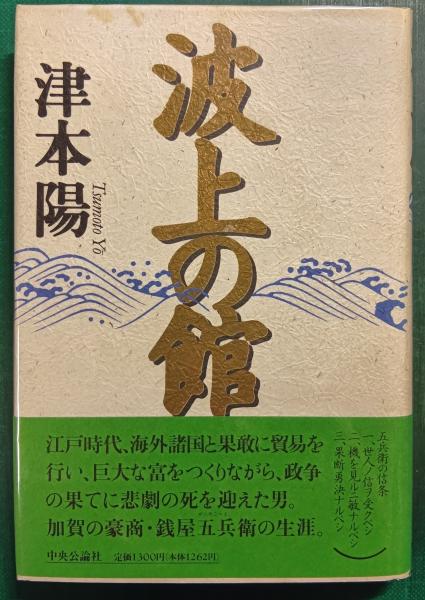 波上の館
津本陽
Tsumoto Yō
五兵衛の信条
一、世人ノ信ヲ受クベシ
二、機を見ルニ敏ナルベシ
三、果断勇決ナルベシ
江戸時代、海外諸国と果敢に貿易を
行い、巨大な富をつくりながら、政争
の果てに悲劇の死を迎えた男。
加賀の豪商・銭屋五兵衛の生涯。
中央公論社 定価1300円(本体1262円)